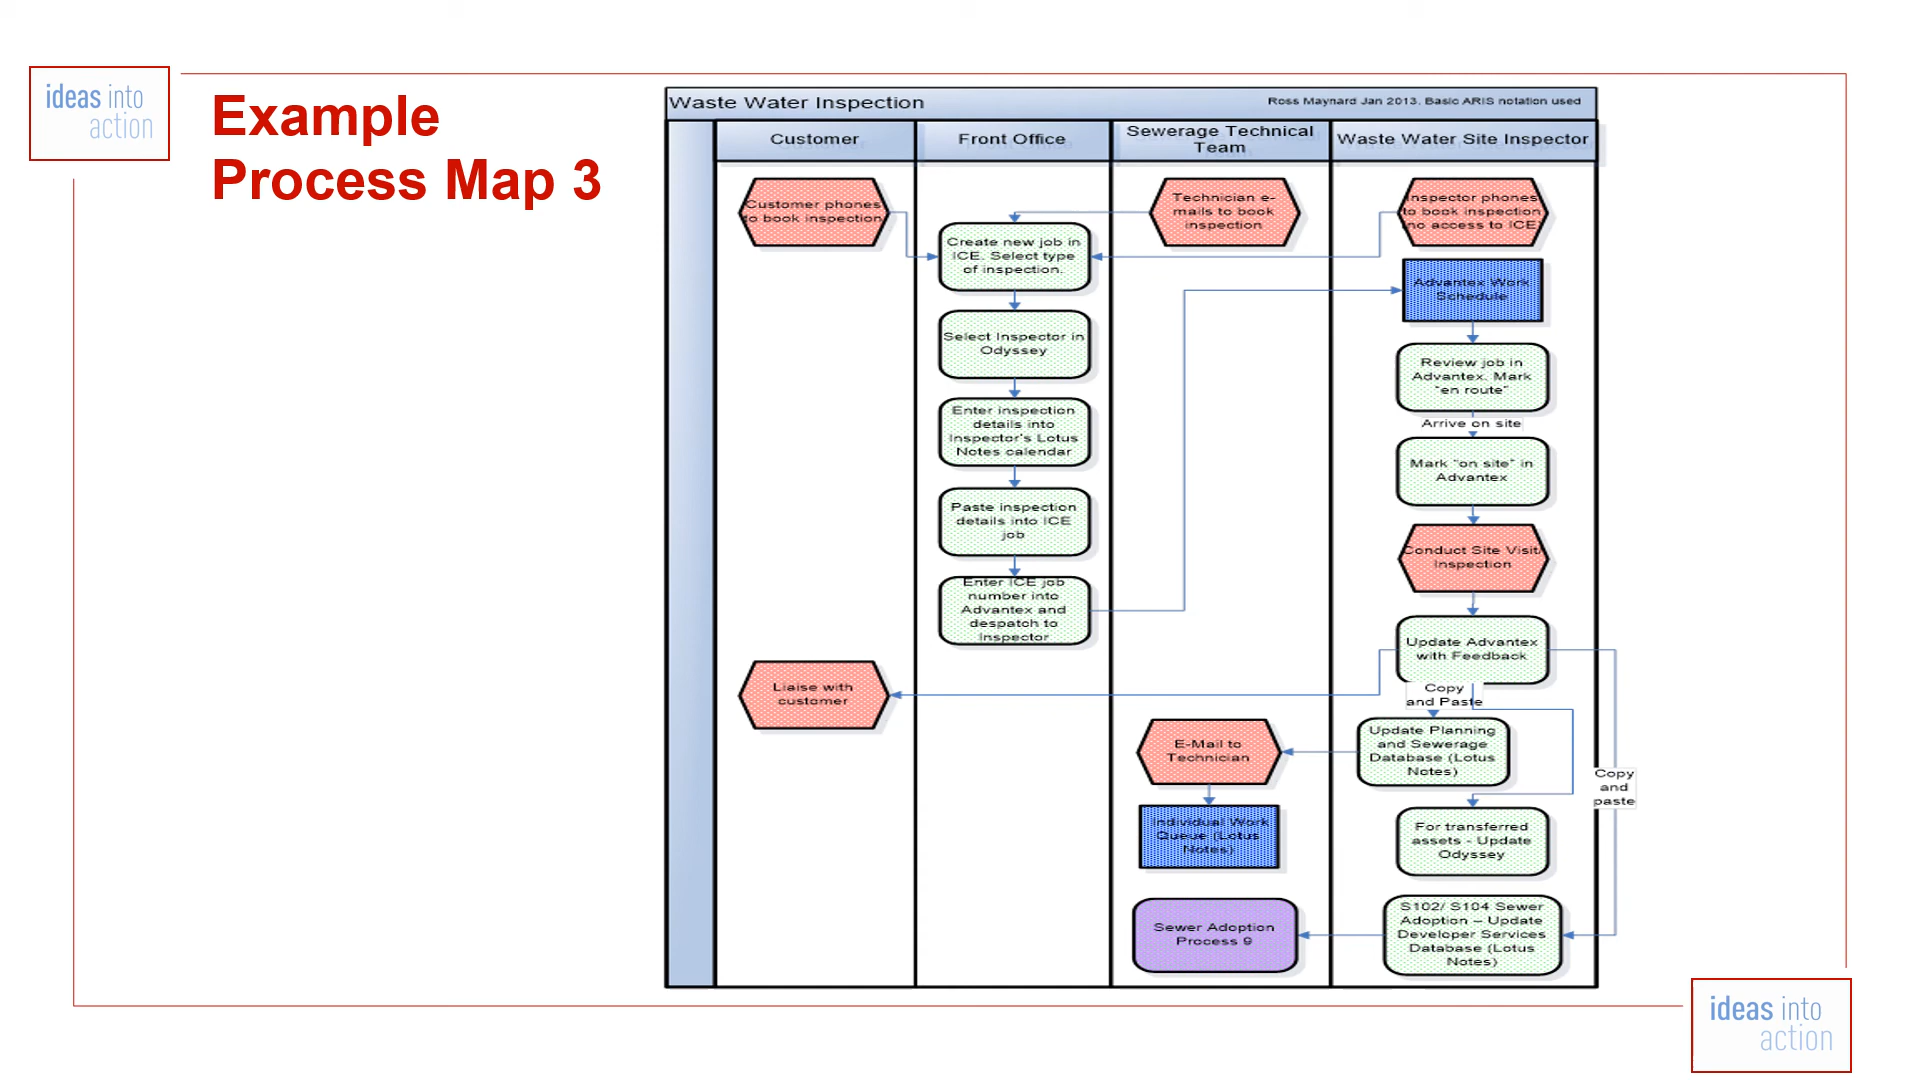 ideas into
action
Example
Process Map 3
Waste Water Inspection
Ross Maynard Jan 2013. Basic ARIS notation used
Customer
Front Office
Sewerage Technical
Team
Waste Water Site Inspector
Customer phones
to book inspection
Technician e-
mails to book
inspection
Inspector phones
to book inspection
(no access to ICE)
Create new job in
ICE. Select type
of inspection.
Advantex Work
Schedule
Select Inspector in
Odyssey
Review job in
Advantex. Mark
"en route"
Arrive on site
Enter inspection
details into
Inspector's Lotus
Notes calendar
Mark "on site" in
Advantex
Paste inspection
details into ICE
job
Conduct Site Visit/
Inspection
Enter ICE job
number into
Advantex and
despatch to
Inspector
Update Advantex
with Feedback
Liaise with
customer
Copy
and Paste
E-Mail to
Technician
Update Planning
and Sewerage
Database (Lotus
Notes)
Copy
and
paste
Individual Work
Queue (Lotus
Notes)
For transferred
assets - Update
Odyssey
Sewer Adoption
Process 9
S102/ S104 Sewer
Adoption – Update
Developer Services
Database (Lotus
Notes)
ideas into
action